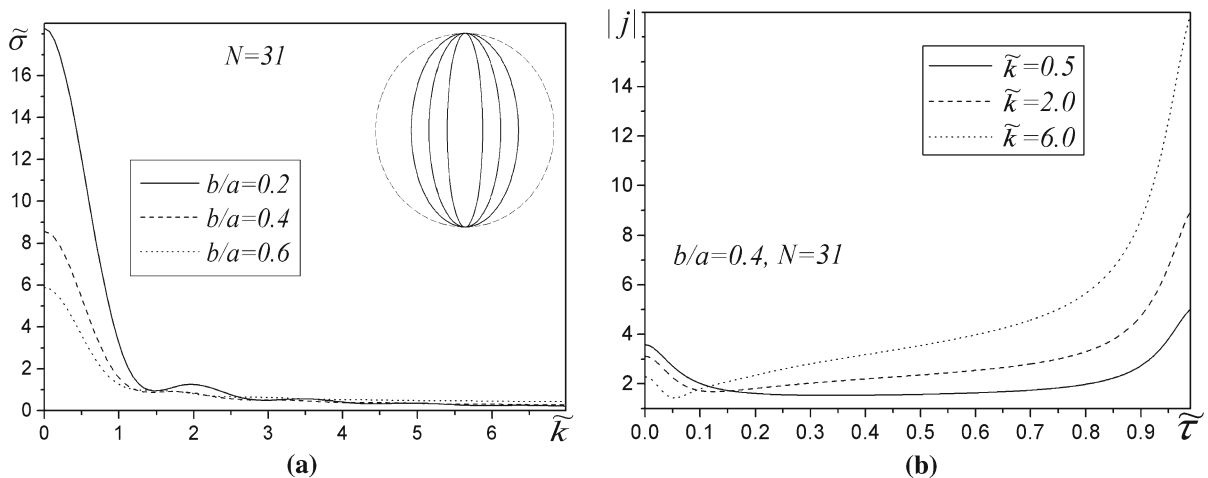 σ̃
18
16
14
12
10
8
6
4
2
0
N=31
b/a=0.2
b/a=0.4
b/a=0.6
0 1 2 3 4 5 6 k̃
(a)
|j|
14
10
18
8
6
4
2
k̃=0.5
k̃=2.0
k̃=6.0
b/a=0.4, N=31
0.0 0.1 0.2 0.3 0.4 0.5 0.6 0.7 0.8 0.9 τ̃
(b)